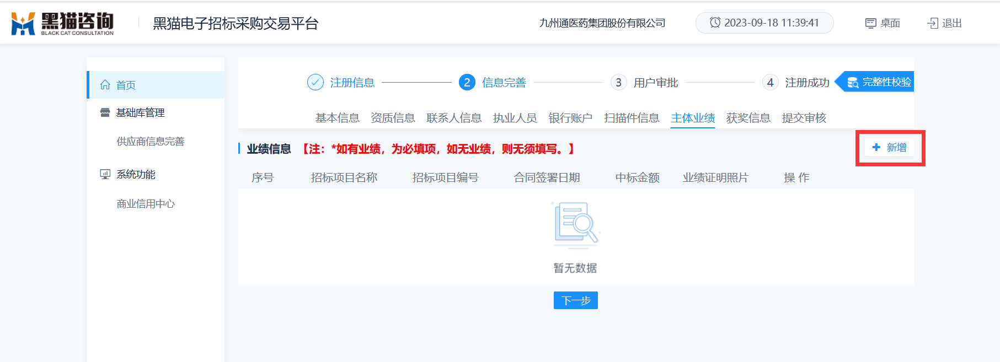 黑猫咨询
BLACK CAT CONSULTATION
黑猫电子招标采购交易平台
九州通医药集团股份有限公司
2023-09-18 11:39:41
桌面
退出
首页
基础库管理
供应商信息完善
系统功能
商业信用中心
注册信息
2 信息完善
3 用户审批
4 注册成功
完整性校验
基本信息 资质信息 联系人信息 执业人员 银行账户 扫描件信息 主体业绩 获奖信息 提交审核
业绩信息 【注：*如有业绩，为必填项，如无业绩，则无须填写。】
+ 新增
序号 招标项目名称 招标项目编号 合同签署日期 中标金额 业绩证明照片 操 作
暂无数据
下一步